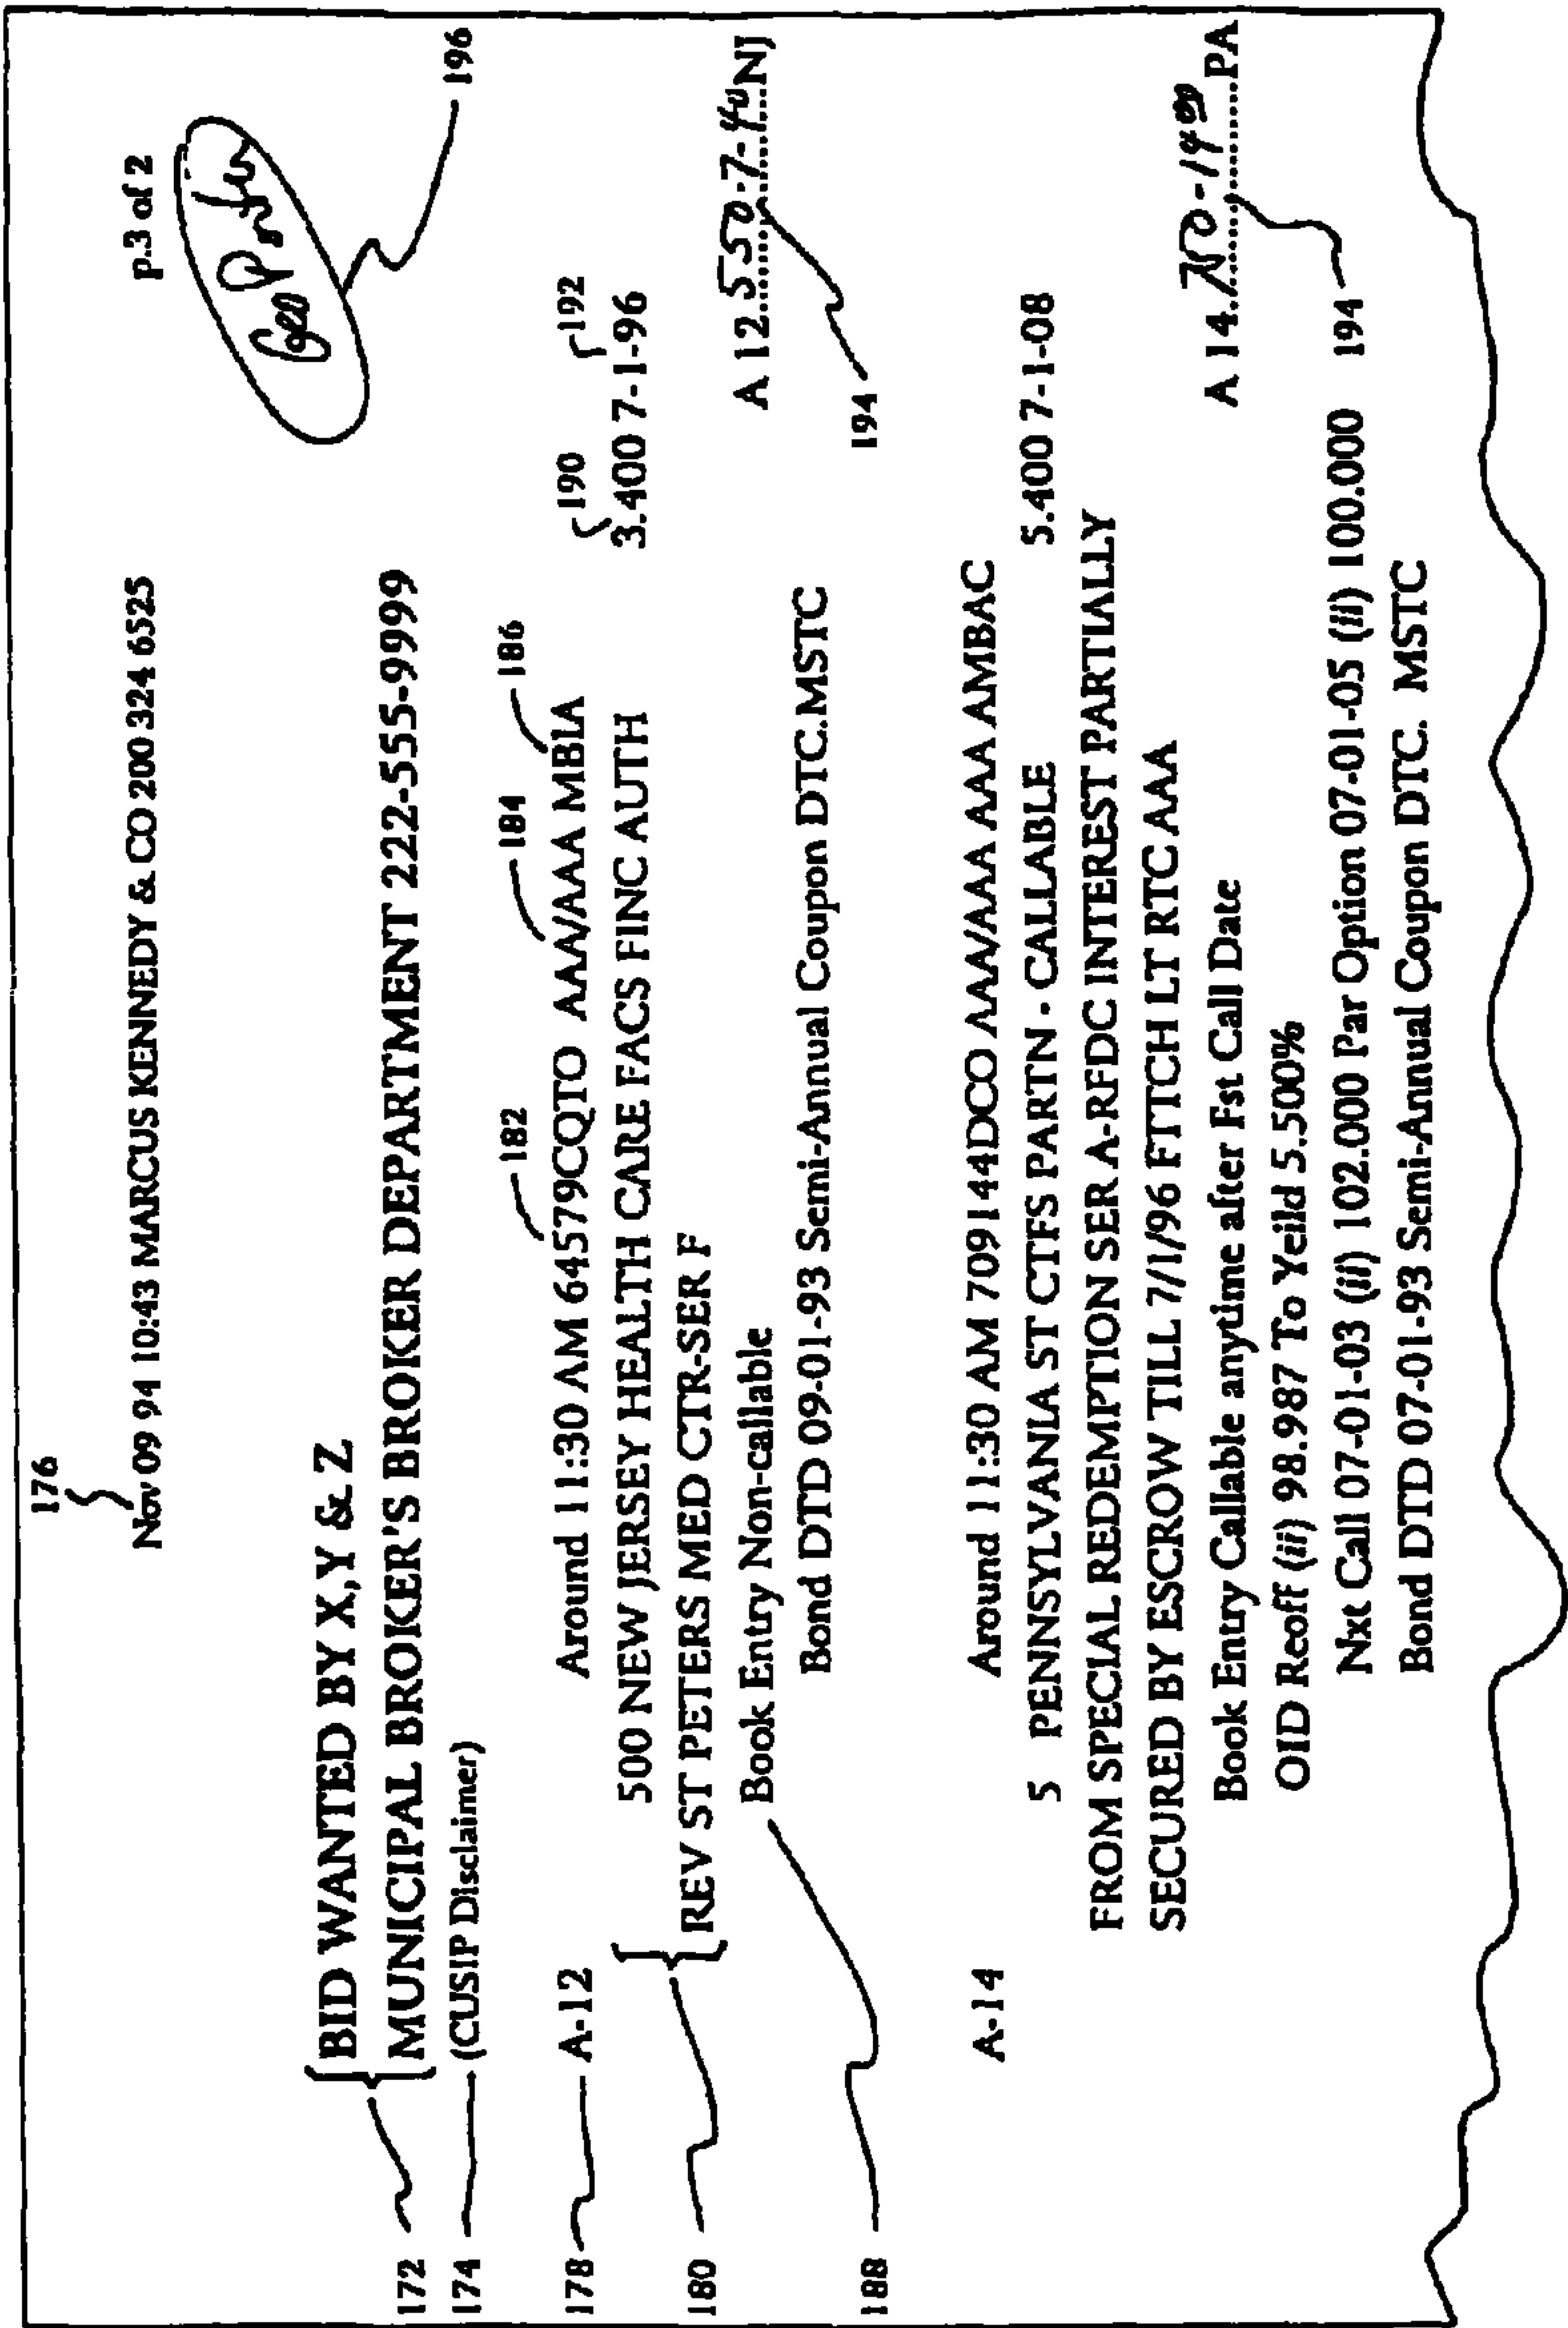 176
Nov 09 94 10:43 MARCUS KENNEDY & CO 200 324 6525
p.3 of 2
Geo
196
172
BID WANTED BY X,Y & Z
MUNICIPAL BROKER'S BROKER DEPARTMENT 222-555-9999
174
(CUSIP Disclaimer)
182 184 186 190 192
178 A-12 Around 11:30 AM 64579CQTO AAA/AAA MBIA
500 NEW JERSEY HEALTH CARE FACS FINC AUTH 3.400 7-1-96
180
REV ST PETERS MED CTR-SER F
Book Entry Non-callable A 12.550-7-40 NJ
Bond DTD 09-01-93 Semi-Annual Coupon DTC.MSTC
188 194
A-14 Around 11:30 AM 709144DCO AAA/AAA AAA AMBAC
5 PENNSYLVANIA ST CTFS PARTN - CALLABLE 5.400 7-1-08
FROM SPECIAL REDEMPTION SER A-RFDC INTEREST PARTIALLY
SECURED BY ESCROW TILL 7/1/96 FTTCH LT RTC AAA
Book Entry Callable anytime after Fst Call Date A 14. PA
OID Reoff (ii) 98.987 To Yeild 5.500%
Nxt Call 07-01-03 (ii) 102.000 Par Option 07-01-05 (ii) 100.000 194
Bond DTD 07-01-93 Semi-Annual Coupon DTC. MSTC